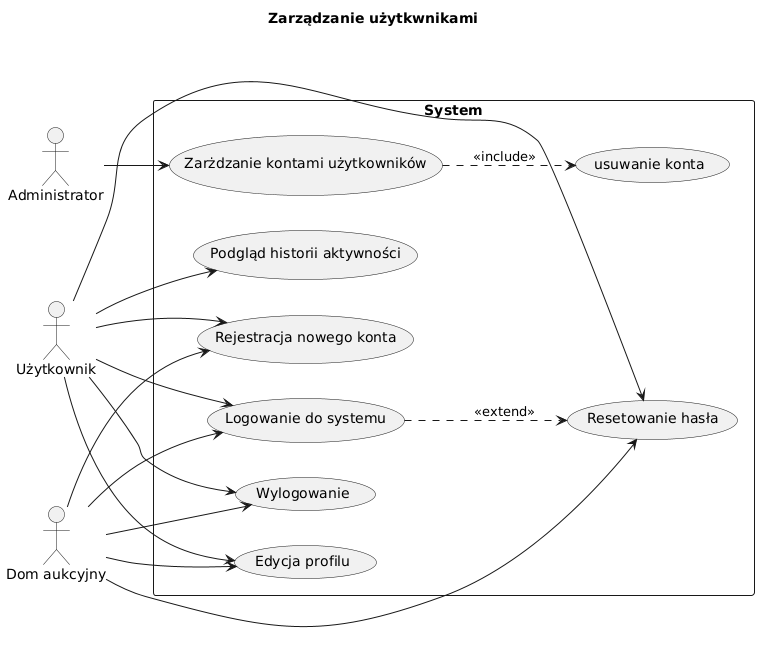 Zarządzanie użytkwnikami
System
Administrator
Zarżdzanie kontami użytkowników
«include»
usuwanie konta
Podgląd historii aktywności
Użytkownik
Rejestracja nowego konta
Logowanie do systemu
«extend»
Resetowanie hasła
Wylogowanie
Dom aukcyjny
Edycja profilu